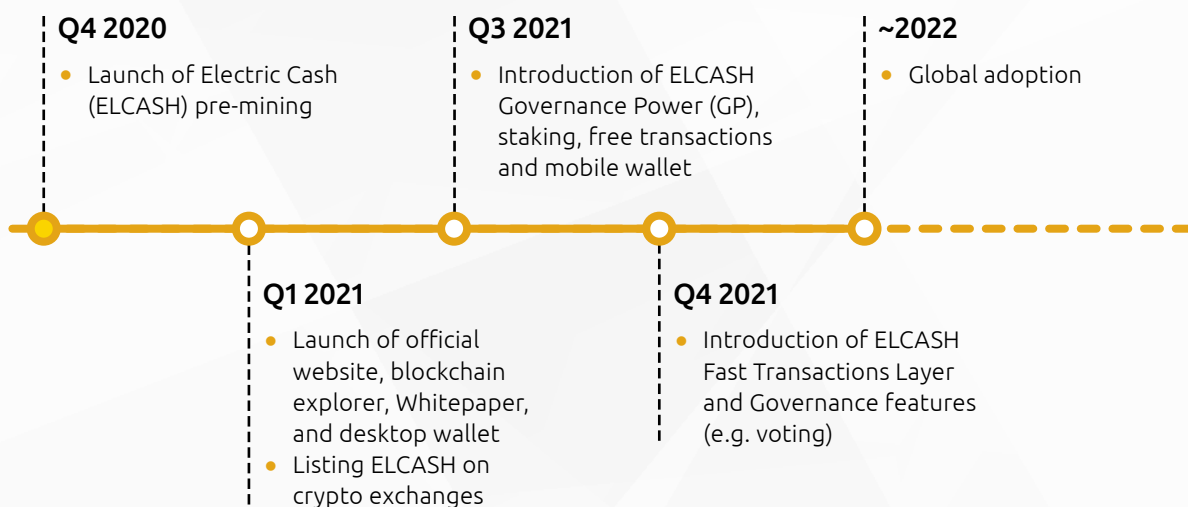 Q4 2020
Launch of Electric Cash
(ELCASH) pre-mining
Q3 2021
Introduction of ELCASH
Governance Power (GP),
staking, free transactions
and mobile wallet
~2022
Global adoption
Q1 2021
Launch of official
website, blockchain
explorer, Whitepaper,
and desktop wallet
Listing ELCASH on
crypto exchanges
Q4 2021
Introduction of ELCASH
Fast Transactions Layer
and Governance features
(e.g. voting)